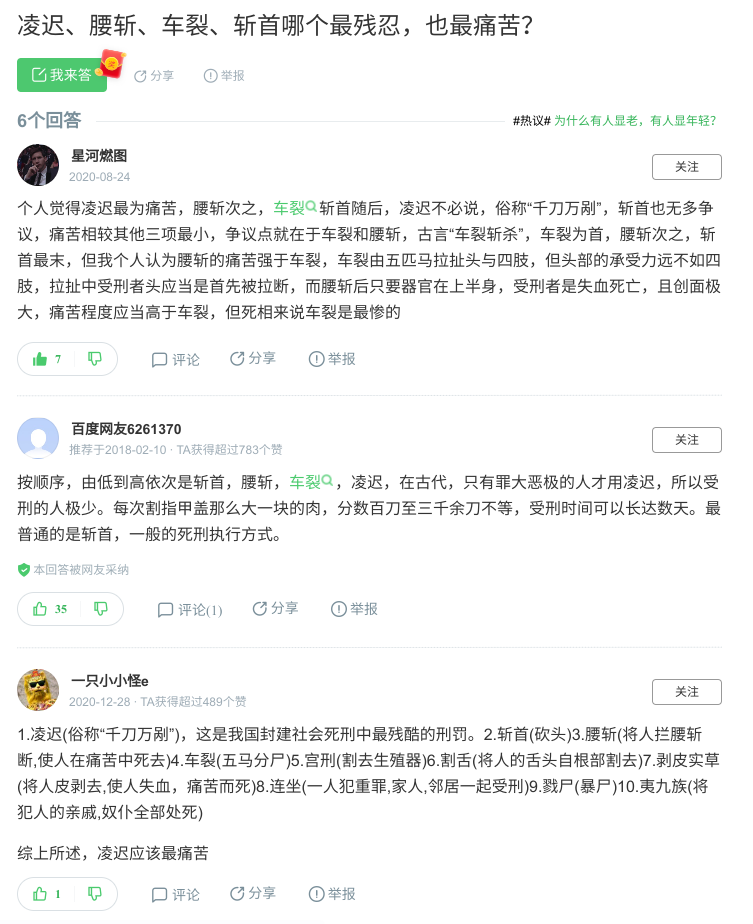 凌迟、腰斩、车裂、斩首哪个最残忍，也最痛苦？
我来答
分享
举报
6个回答
#热议# 为什么有人显老，有人显年轻？
星河燃图
2020-08-24
关注
个人觉得凌迟最为痛苦，腰斩次之，车裂斩首随后，凌迟不必说，俗称“千刀万剐”，斩首也无多争
议，痛苦相较其他三项最小，争议点就在于车裂和腰斩，古言“车裂斩杀”，车裂为首，腰斩次之，斩
首最末，但我个人认为腰斩的痛苦强于车裂，车裂由五匹马拉扯头与四肢，但头部的承受力远不如四
肢，拉扯中受刑者头应当是首先被拉断，而腰斩后只要器官在上半身，受刑者是失血死亡，且创面极
大，痛苦程度应当高于车裂，但死相来说车裂是最惨的
7
评论
分享
举报
百度网友6261370
推荐于2018-02-10 · TA获得超过783个赞
关注
按顺序，由低到高依次是斩首，腰斩，车裂，凌迟，在古代，只有罪大恶极的人才用凌迟，所以受
刑的人极少。每次割指甲盖那么大一块的肉，分数百刀至三千余刀不等，受刑时间可以长达数天。最
普通的是斩首，一般的死刑执行方式。
本回答被网友采纳
35
评论(1)
分享
举报
一只小小怪e
2020-12-28 · TA获得超过489个赞
关注
1.凌迟(俗称“千刀万剐”)，这是我国封建社会死刑中最残酷的刑罚。2.斩首(砍头)3.腰斩(将人拦腰斩
断,使人在痛苦中死去)4.车裂(五马分尸)5.宫刑(割去生殖器)6.割舌(将人的舌头自根部割去)7.剥皮实草
(将人皮剥去,使人失血，痛苦而死)8.连坐(一人犯重罪,家人,邻居一起受刑)9.戮尸(暴尸)10.夷九族(将
犯人的亲戚,奴仆全部处死)
综上所述，凌迟应该最痛苦
1
评论
分享
举报